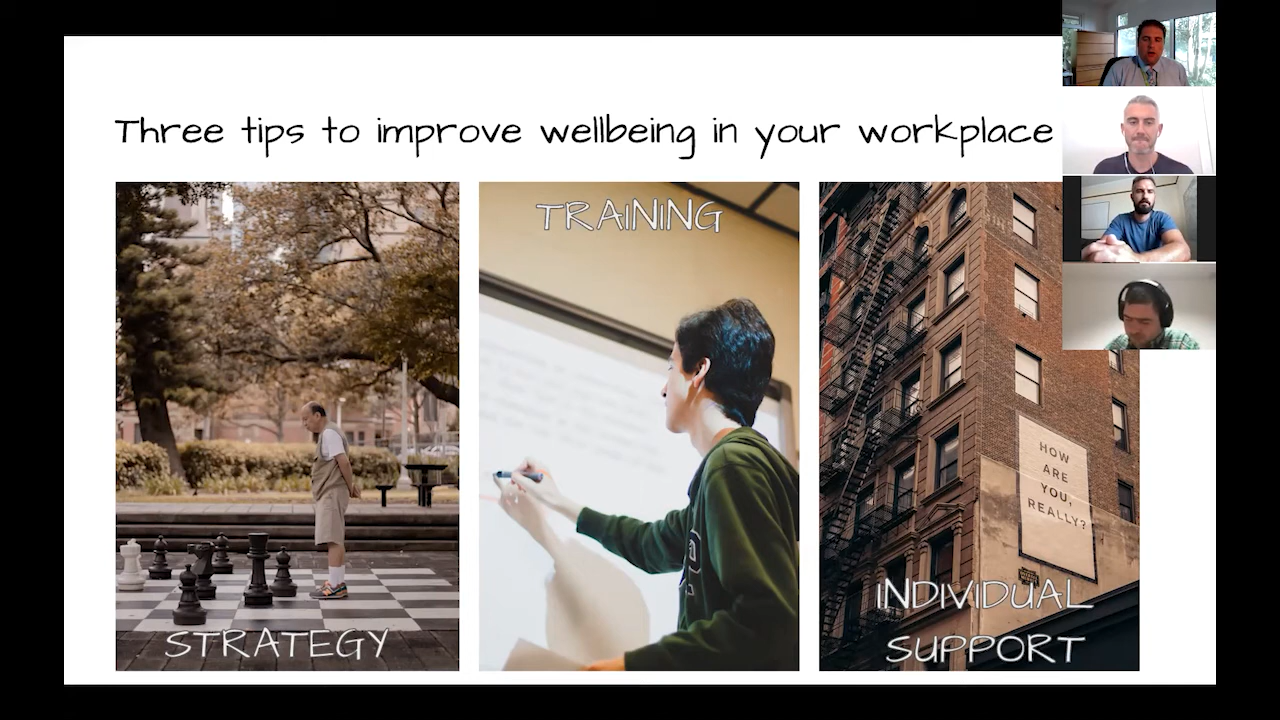 Three tips to improve wellbeing in your workplace
TRAINING
HOW
ARE
YOU,
REALLY?
STRATEGY
INDIVIDUAL
SUPPORT